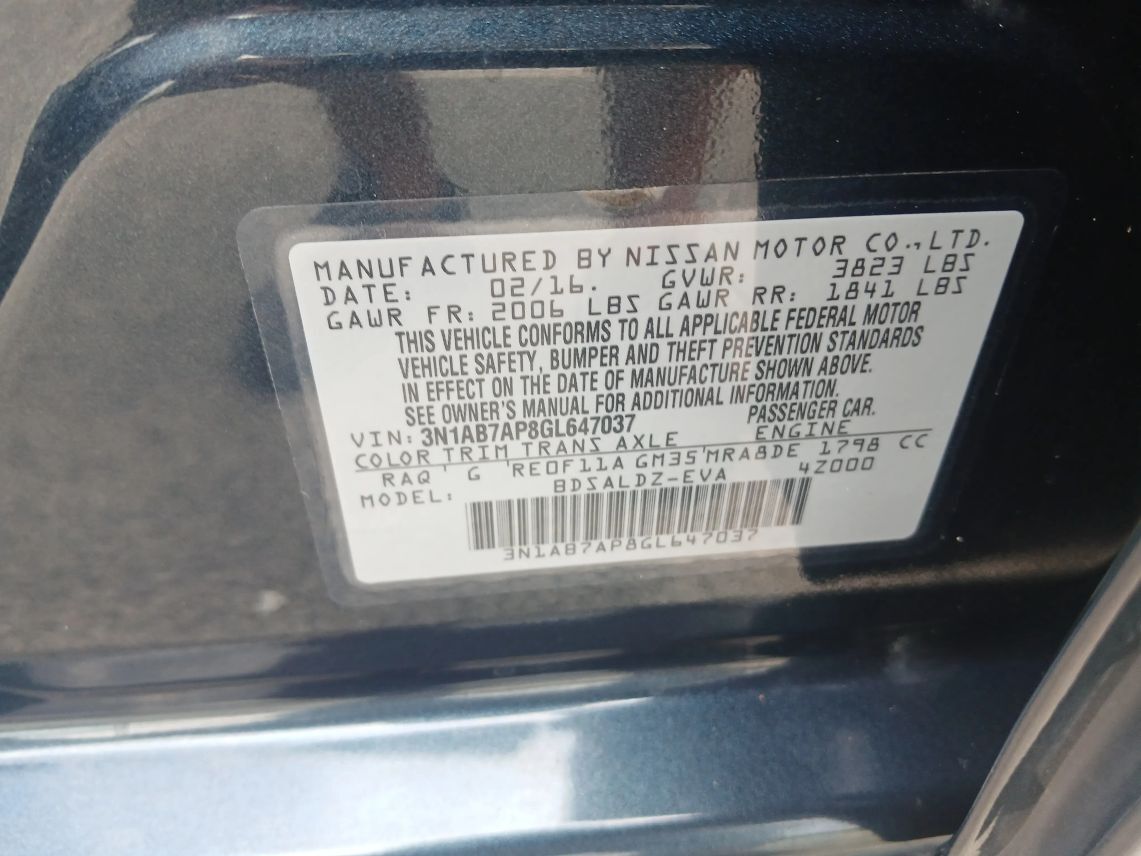 MANUFACTURED BY NISSAN MOTOR CO., LTD.
DATE: 02/16. GVWR: 3823 LBS
GAWR FR: 2006 LBS GAWR RR: 1841 LBS
THIS VEHICLE CONFORMS TO ALL APPLICABLE FEDERAL MOTOR
VEHICLE SAFETY, BUMPER AND THEFT PREVENTION STANDARDS
IN EFFECT ON THE DATE OF MANUFACTURE SHOWN ABOVE.
SEE OWNER'S MANUAL FOR ADDITIONAL INFORMATION.
VIN: 3N1AB7AP8GL647037 PASSENGER CAR.
COLOR TRIM TRANS AXLE ENGINE
RAQ G RE0F11A GM35 MRA8DE 1798 CC
MODEL: BDSALDZ-EVA 4Z000
3N1AB7AP8GL647037